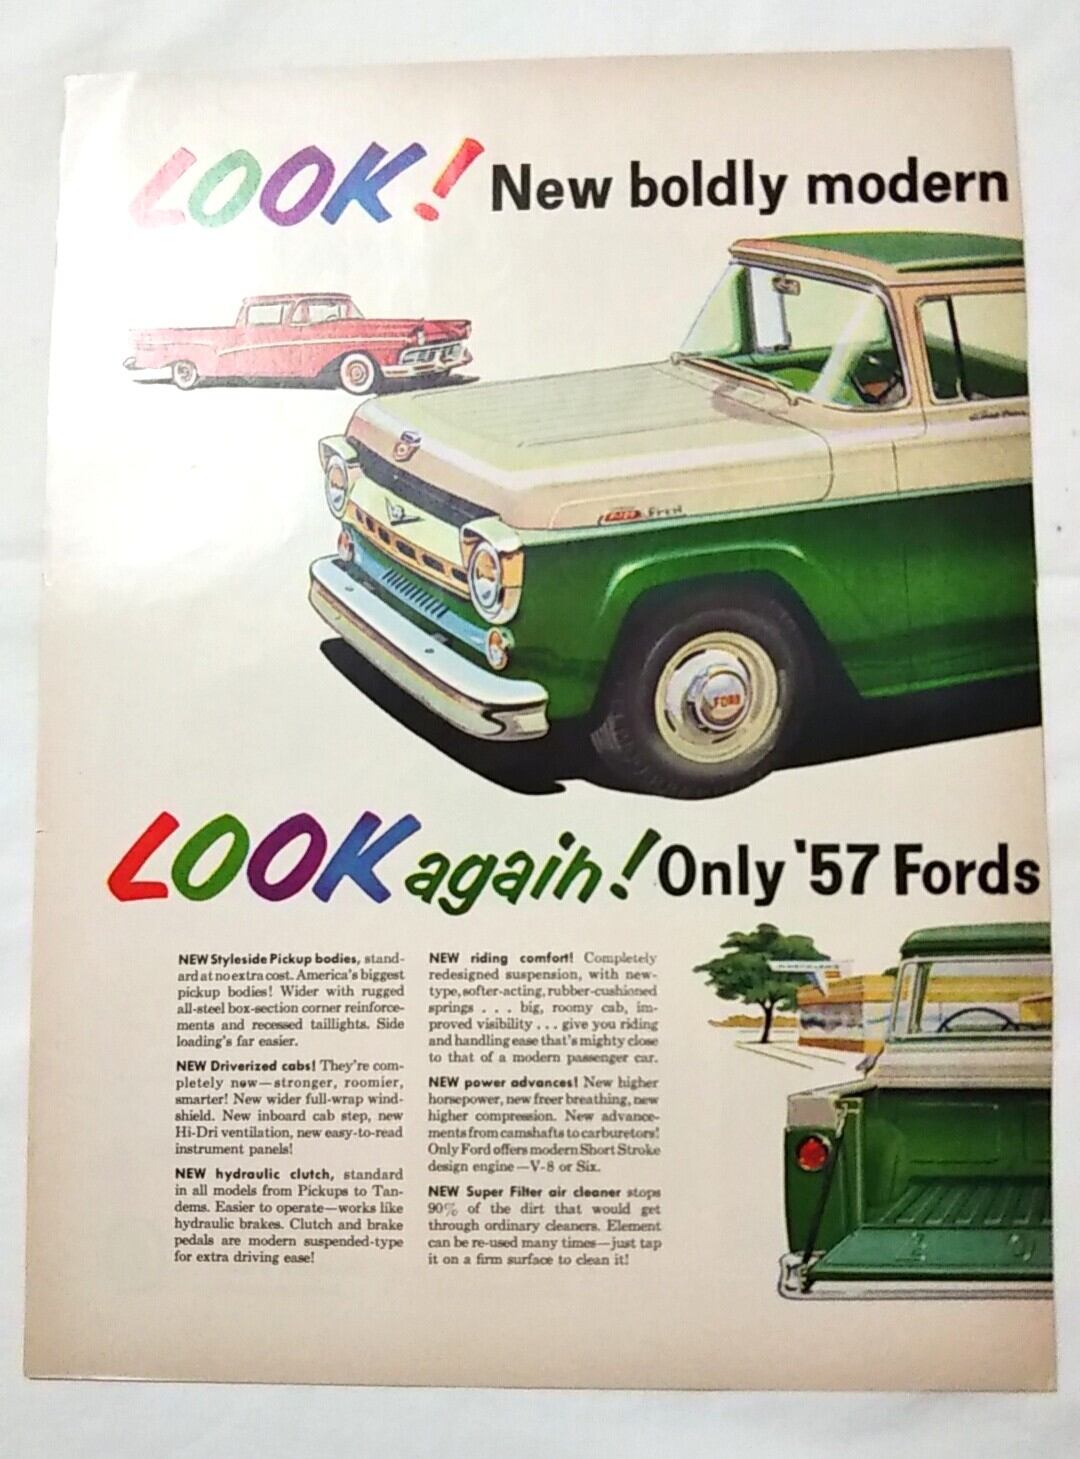 LOOK! New boldly modern
FORD
LOOK again! Only '57 Fords
NEW Styleside Pickup bodies, stand-
ard at no extra cost. America's biggest
pickup bodies! Wider with rugged
all-steel box-section corner reinforce-
ments and recessed taillights. Side
loading's far easier.
NEW Driverized cabs! They're com-
pletely new—stronger, roomier,
smarter! New wider full-wrap wind-
shield. New inboard cab step, new
Hi-Dri ventilation, new easy-to-read
instrument panels!
NEW hydraulic clutch, standard
in all models from Pickups to Tan-
dems. Easier to operate—works like
hydraulic brakes. Clutch and brake
pedals are modern suspended-type
for extra driving ease!
NEW riding comfort! Completely
redesigned suspension, with new-
type, softer-acting, rubber-cushioned
springs . . . big, roomy cab, im-
proved visibility . . . give you riding
and handling ease that's mighty close
to that of a modern passenger car.
NEW power advances! New higher
horsepower, new freer breathing, new
higher compression. New advance-
ments from camshafts to carburetors!
Only Ford offers modern Short Stroke
design engine—V-8 or Six.
NEW Super Filter air cleaner stops
90% of the dirt that would get
through ordinary cleaners. Element
can be re-used many times—just tap
it on a firm surface to clean it!